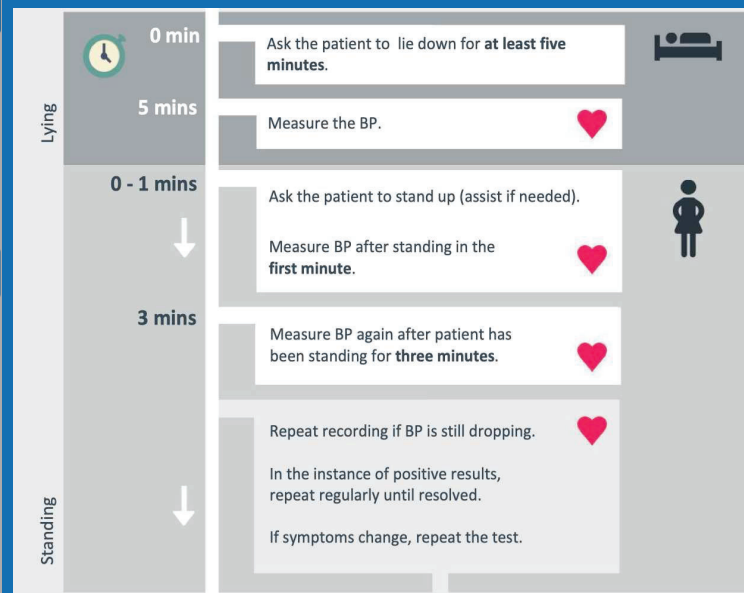 Lying
0 min
Ask the patient to lie down for at least five
minutes.
5 mins
Measure the BP.
0 - 1 mins
Ask the patient to stand up (assist if needed).
Measure BP after standing in the
first minute.
3 mins
Measure BP again after patient has
been standing for three minutes.
Standing
Repeat recording if BP is still dropping.
In the instance of positive results,
repeat regularly until resolved.
If symptoms change, repeat the test.